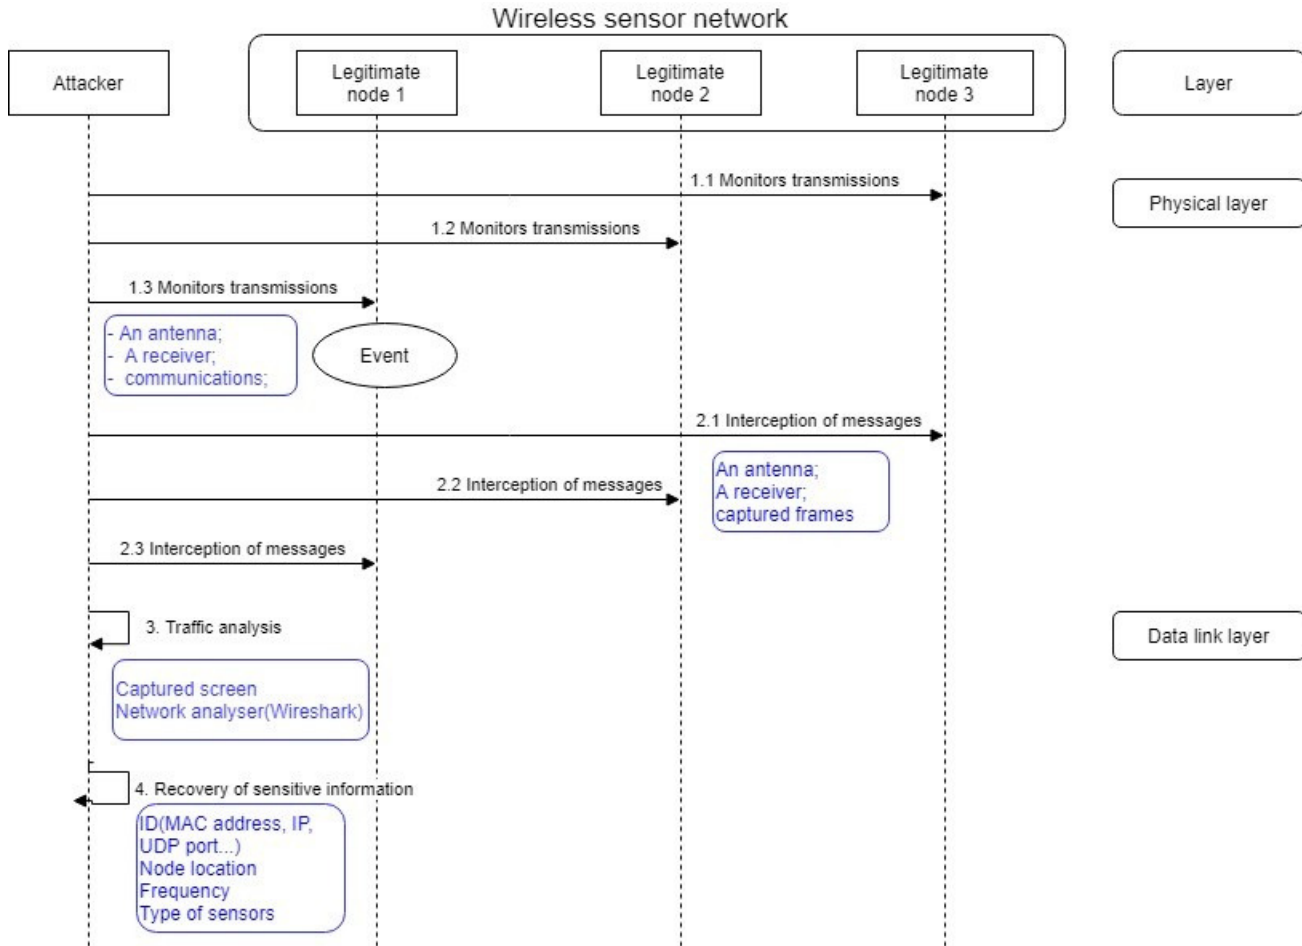 Wireless sensor network
Attacker
Legitimate
node 1
Legitimate
node 2
Legitimate
node 3
Layer
1.1 Monitors transmissions
Physical layer
1.2 Monitors transmissions
1.3 Monitors transmissions
- An antenna;
- A receiver;
- communications;
Event
2.1 Interception of messages
An antenna;
A receiver;
captured frames
2.2 Interception of messages
2.3 Interception of messages
3. Traffic analysis
Data link layer
Captured screen
Network analyser(Wireshark)
4. Recovery of sensitive information
ID(MAC address, IP,
UDP port...)
Node location
Frequency
Type of sensors